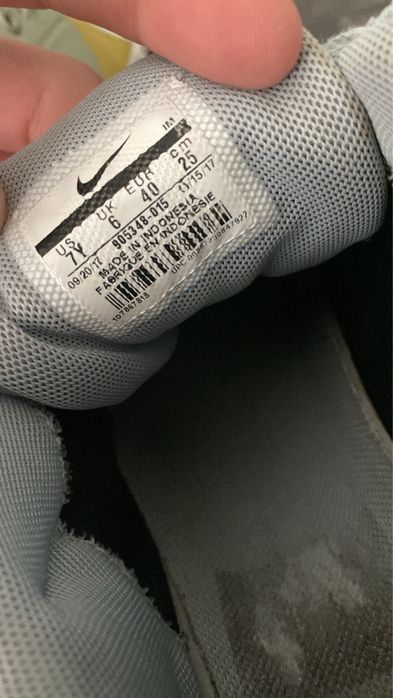 US UK EUR cm
7Y 6 40 25
09/20/17 905348-015 11/15/17
MADE IN INDONESIA
FABRIQUE EN INDONESIE
107867818